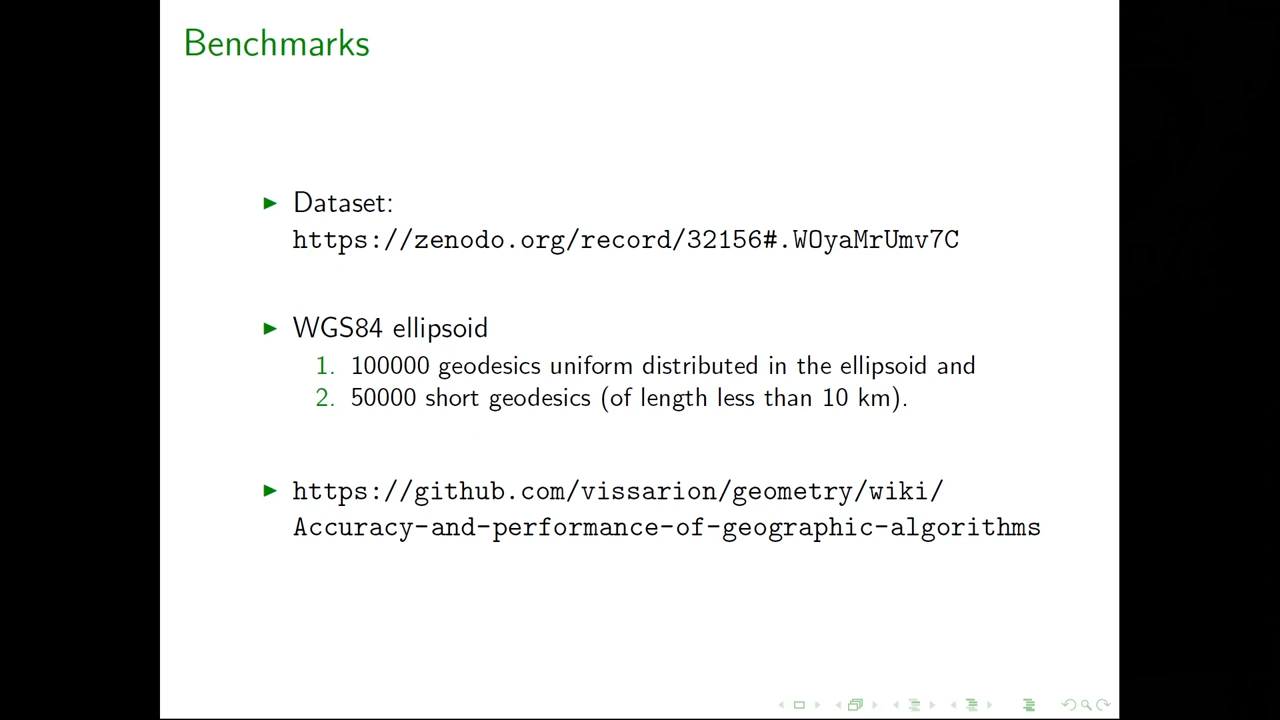 Benchmarks
Dataset:
https://zenodo.org/record/32156#.WOyaMrUmv7C
WGS84 ellipsoid
1. 100000 geodesics uniform distributed in the ellipsoid and
2. 50000 short geodesics (of length less than 10 km).
https://github.com/vissarion/geometry/wiki/
Accuracy-and-performance-of-geographic-algorithms